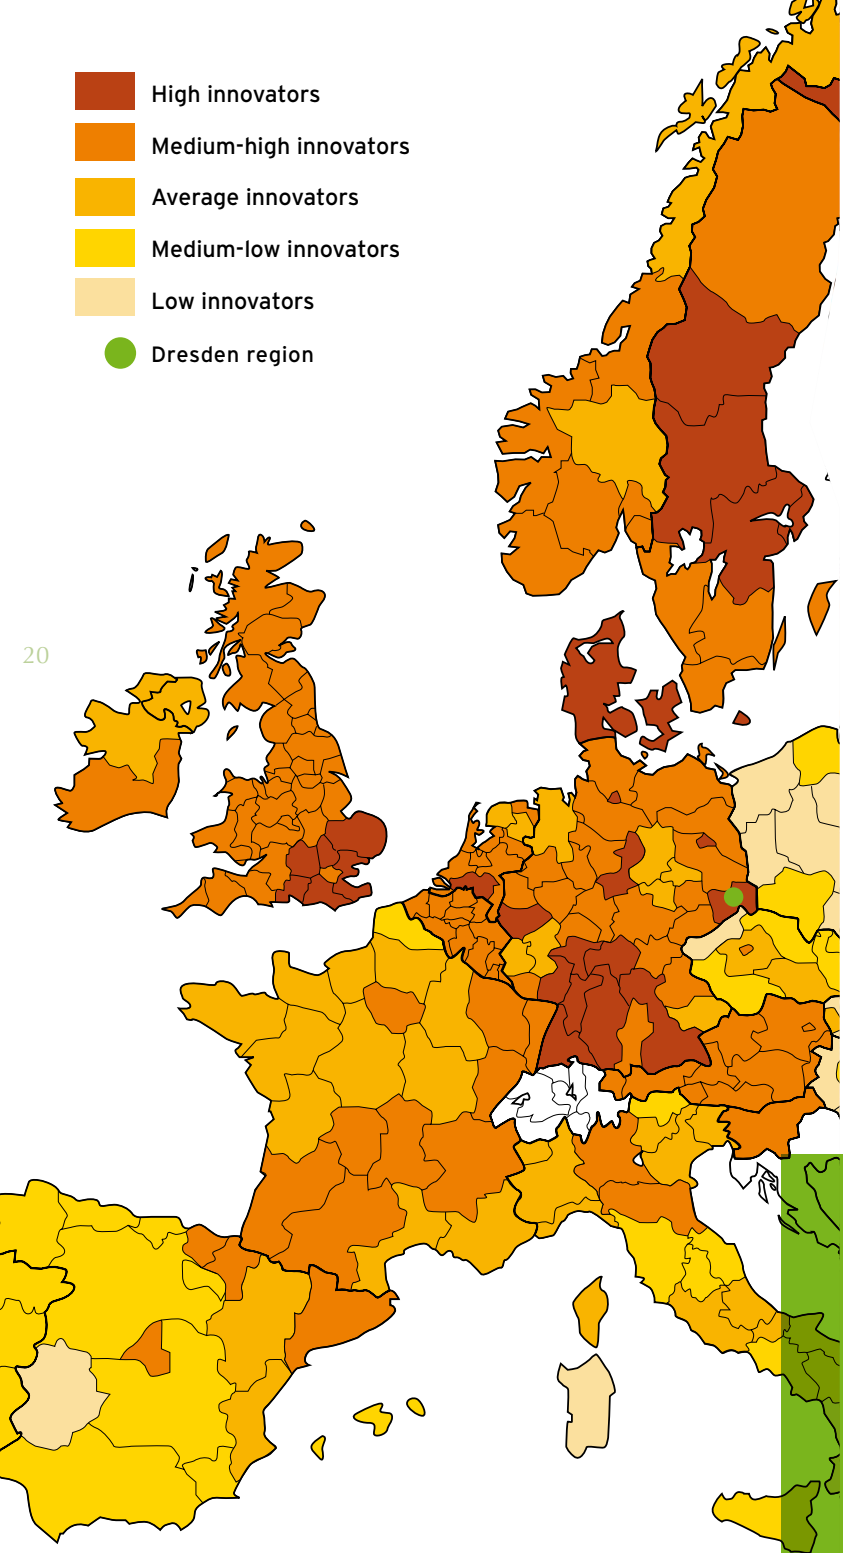 High innovators
Medium-high innovators
Average innovators
Medium-low innovators
Low innovators
Dresden region
20